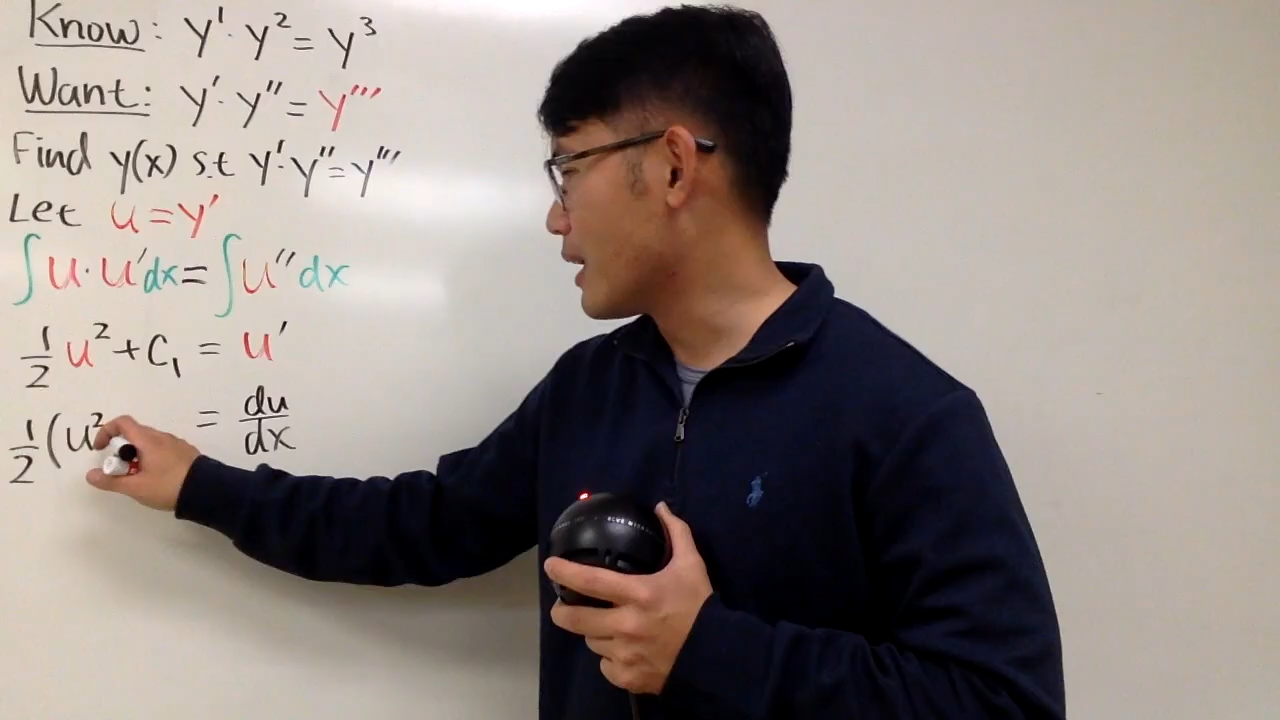 Know: y' · y² = y³
Want: y' · y'' = y'''
Find y(x) s.t y' · y'' = y'''
Let u = y'
∫ u · u' dx = ∫ u'' dx
1/2 u² + C₁ = u'
1/2 (u² = du/dx